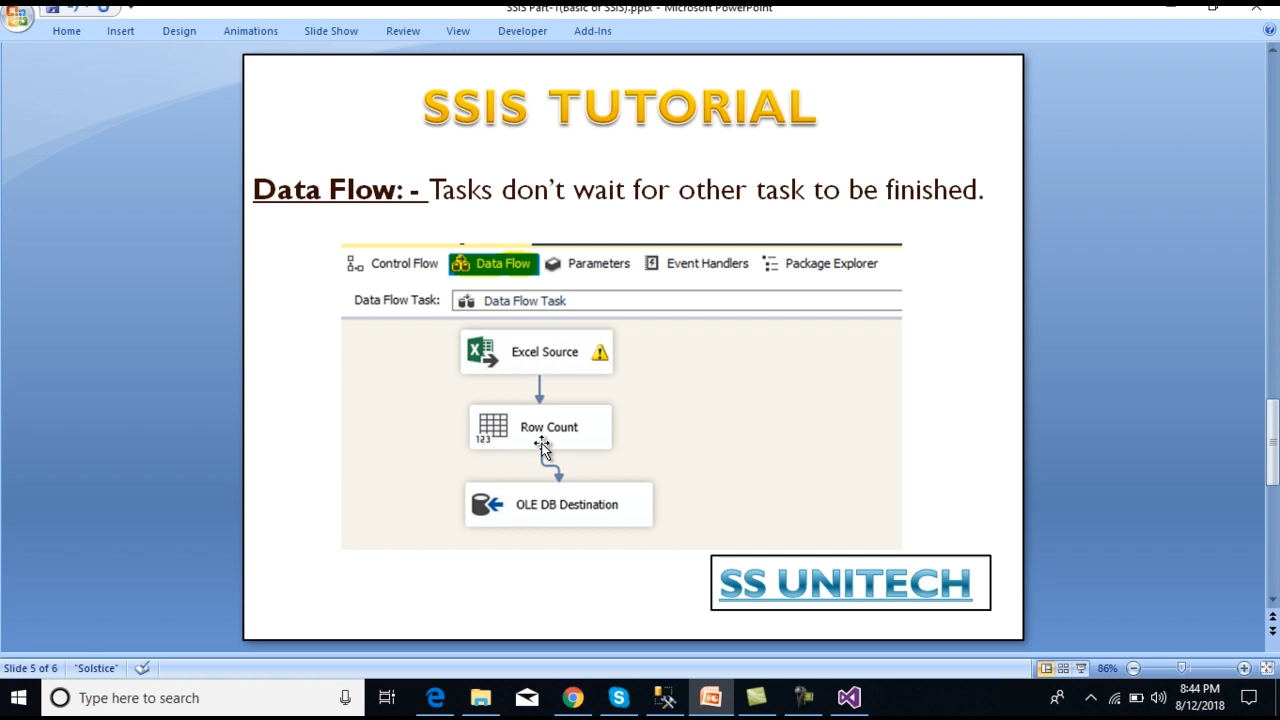 SSIS Part-1(Basic of SSIS).pptx - Microsoft PowerPoint
Home Insert Design Animations Slide Show Review View Developer Add-Ins
SSIS TUTORIAL
Data Flow: - Tasks don't wait for other task to be finished.
Control Flow Data Flow Parameters Event Handlers Package Explorer
Data Flow Task: Data Flow Task
Excel Source
Row Count
123
OLE DB Destination
SS UNITECH
Slide 5 of 6 "Solstice" 86%
Type here to search
8:44 PM
8/12/2018